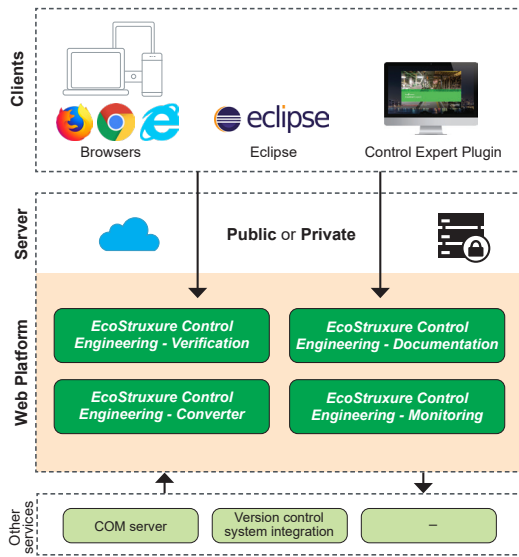 Clients
eclipse
Browsers
Eclipse
Control Expert Plugin
Server
Public or Private
Web Platform
EcoStruxure Control
Engineering - Verification
EcoStruxure Control
Engineering - Documentation
EcoStruxure Control
Engineering - Converter
EcoStruxure Control
Engineering - Monitoring
Other
services
COM server
Version control
system integration
–